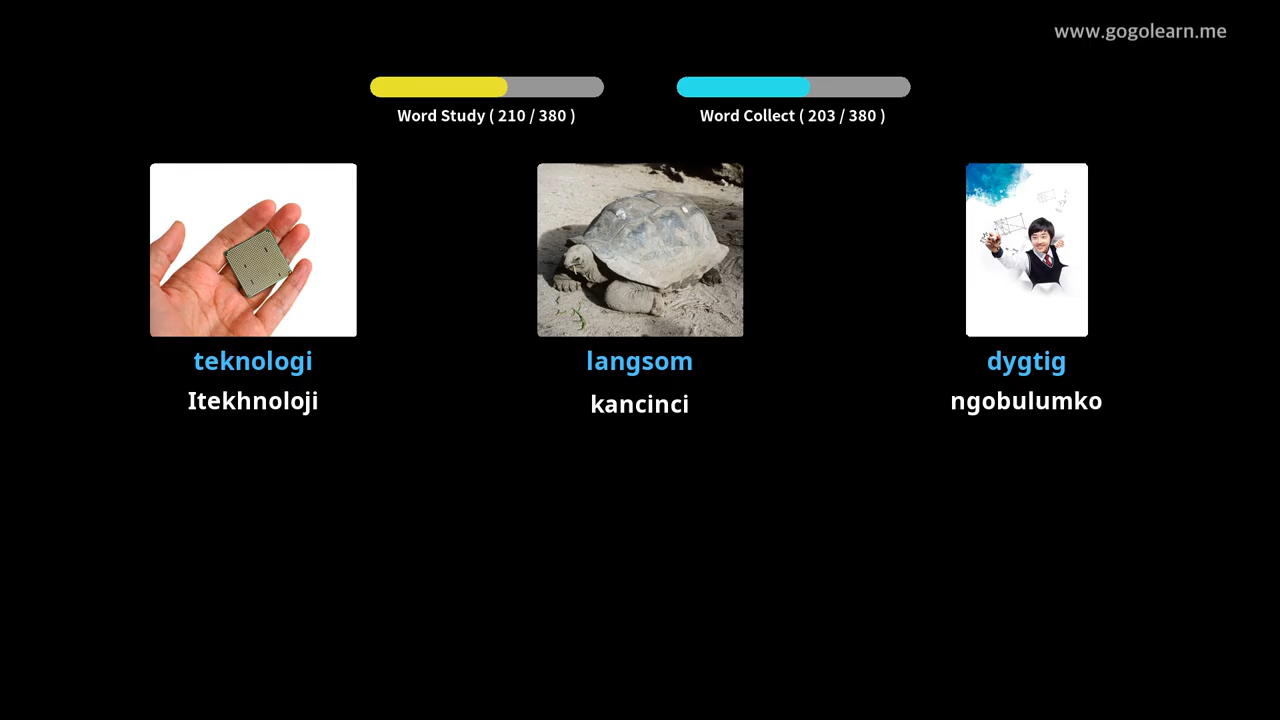 www.gogolearn.me
Word Study ( 210 / 380 )
Word Collect ( 203 / 380 )
teknologi
langsom
dygtig
Itekhnoloji
kancinci
ngobulumko